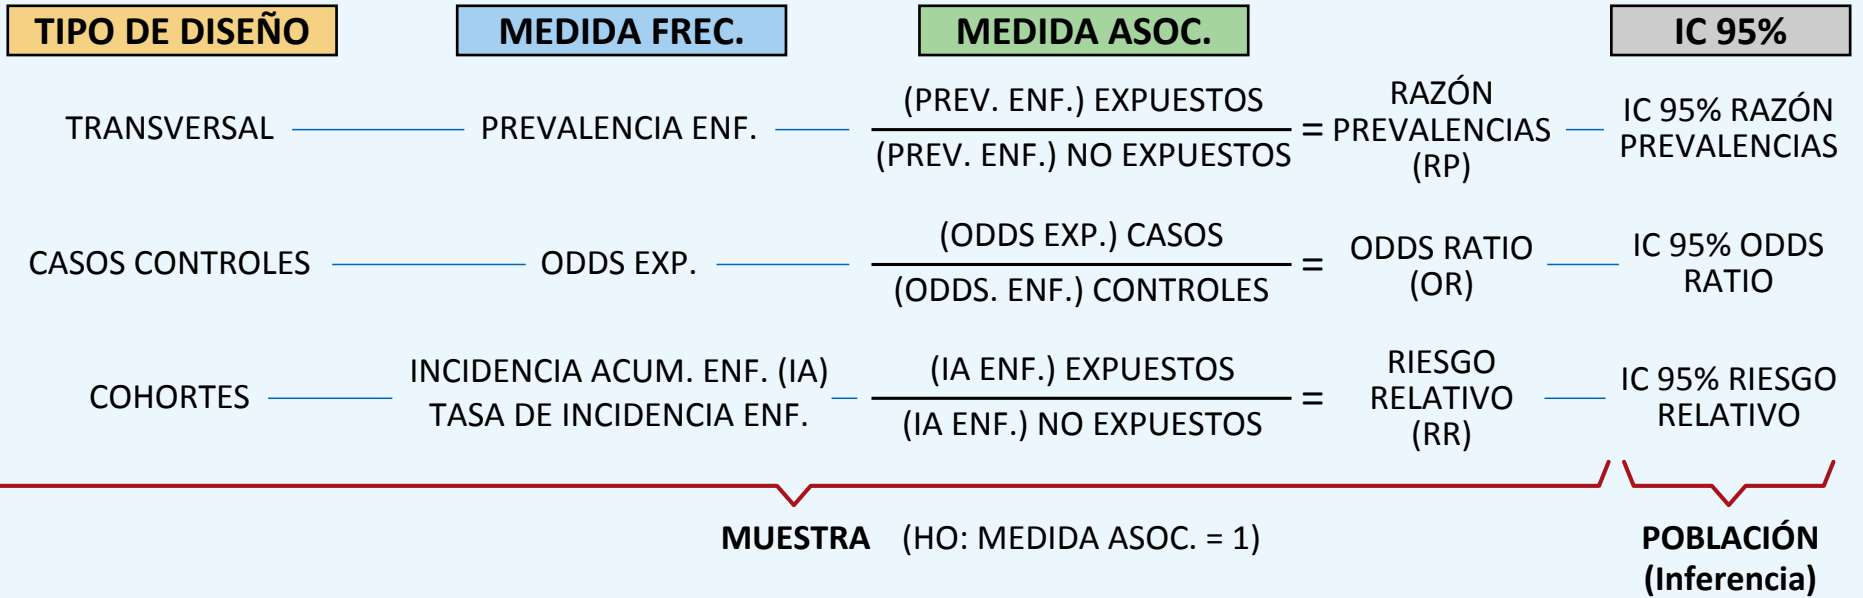 TIPO DE DISEÑO
MEDIDA FREC.
MEDIDA ASOC.
IC 95%
TRANSVERSAL
PREVALENCIA ENF.
(PREV. ENF.) EXPUESTOS
(PREV. ENF.) NO EXPUESTOS
=
RAZÓN
PREVALENCIAS
(RP)
IC 95% RAZÓN
PREVALENCIAS
CASOS CONTROLES
ODDS EXP.
(ODDS EXP.) CASOS
(ODDS. ENF.) CONTROLES
=
ODDS RATIO
(OR)
IC 95% ODDS
RATIO
COHORTES
INCIDENCIA ACUM. ENF. (IA)
TASA DE INCIDENCIA ENF.
(IA ENF.) EXPUESTOS
(IA ENF.) NO EXPUESTOS
=
RIESGO
RELATIVO
(RR)
IC 95% RIESGO
RELATIVO
MUESTRA (HO: MEDIDA ASOC. = 1)
POBLACIÓN
(Inferencia)